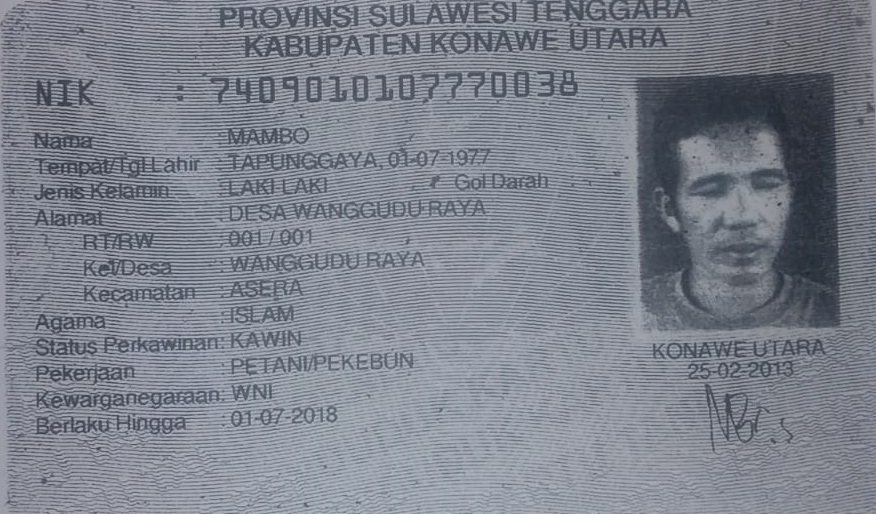 PROVINSI SULAWESI TENGGARA
KABUPATEN KONAWE UTARA
NIK : 7409010107770038
Nama : MAMBO
Tempat/Tgl Lahir : TAPUNGGAYA, 01-07-1977
Jenis Kelamin : LAKI LAKI Gol Darah
Alamat : DESA WANGGUDU RAYA
RT/RW : 001 / 001
Kel/Desa : WANGGUDU RAYA
Kecamatan : ASERA
Agama : ISLAM
Status Perkawinan: KAWIN
Pekerjaan : PETANI/PEKEBUN
Kewarganegaraan: WNI
Berlaku Hingga : 01-07-2018
KONAWE UTARA
25-02-2013